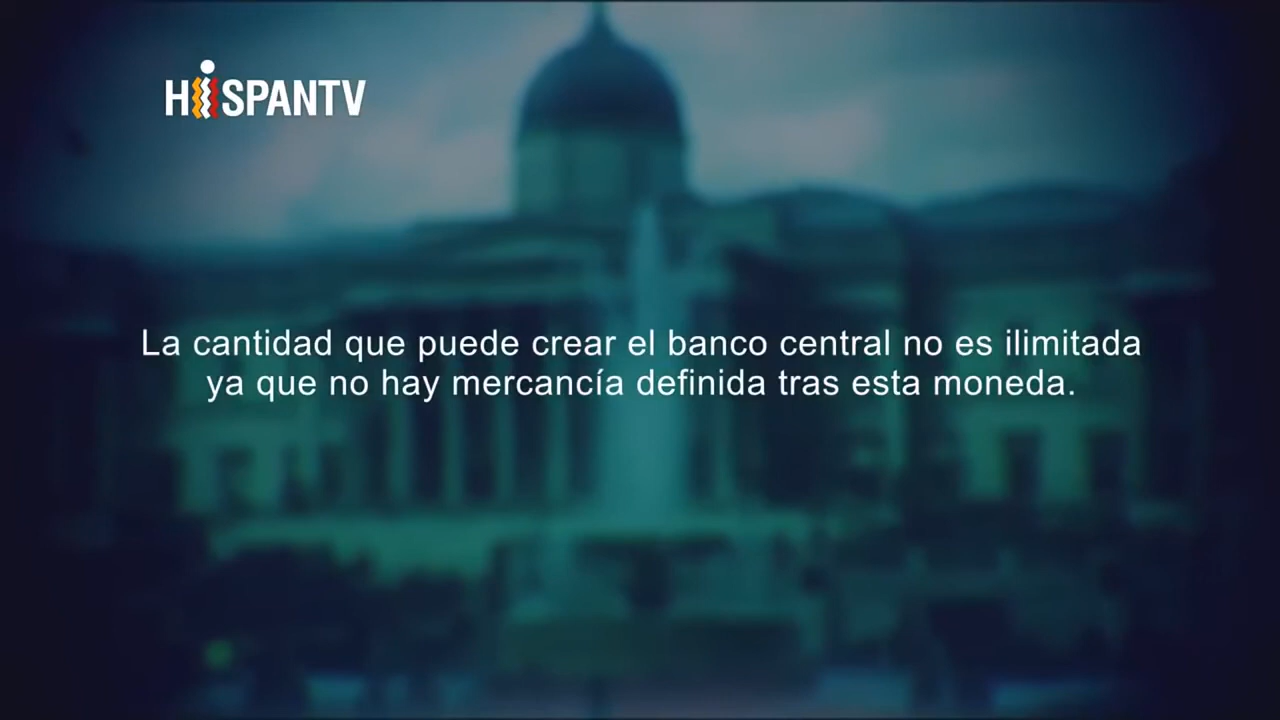 HISPANTV
La cantidad que puede crear el banco central no es ilimitada
ya que no hay mercancía definida tras esta moneda.